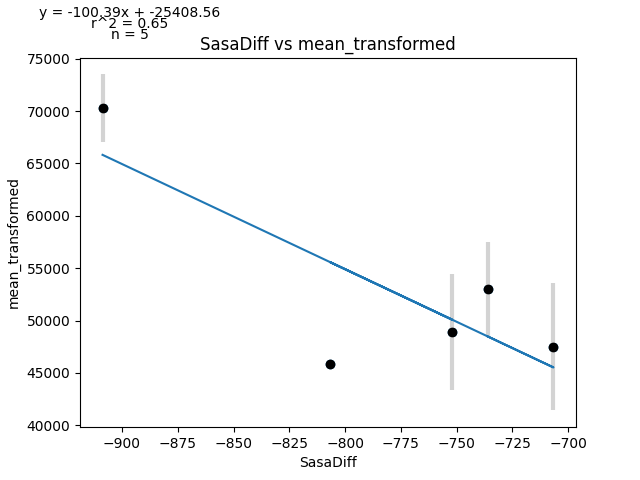 y = -100.39x + -25408.56
r^2 = 0.65
n = 5
SasaDiff vs mean_transformed
75000
70000
65000
60000
55000
50000
45000
40000
mean_transformed
−900
−875
−850
−825
−800
−775
−750
−725
−700
SasaDiff